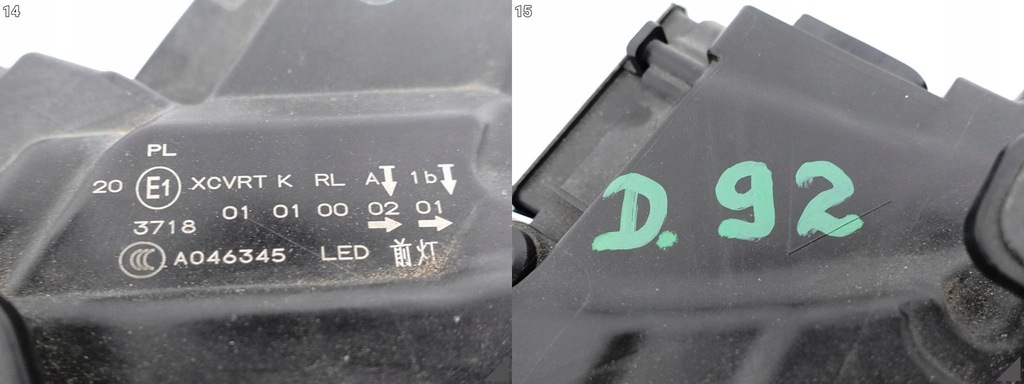 14
PL
20 E1 XCVRT K RL A 1b
01 01 00 02 01
3718
CCC A046345 LED 前灯
15
D.92